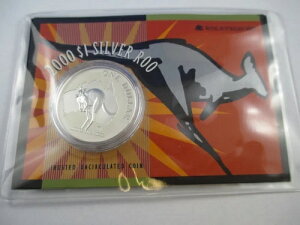 2000 $1 SILVER ROO
ONE DOLLAR
FROSTED UNCIRCULATED COIN